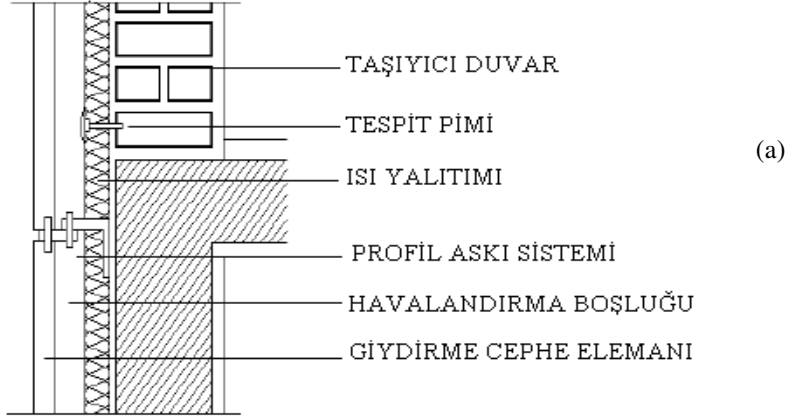 TAŞIYICI DUVAR
TESPİT PİMİ
(a)
ISI YALITIMI
PROFİL ASKI SİSTEMİ
HAVALANDIRMA BOŞLUĞU
GİYDİRME CEPHE ELEMANI